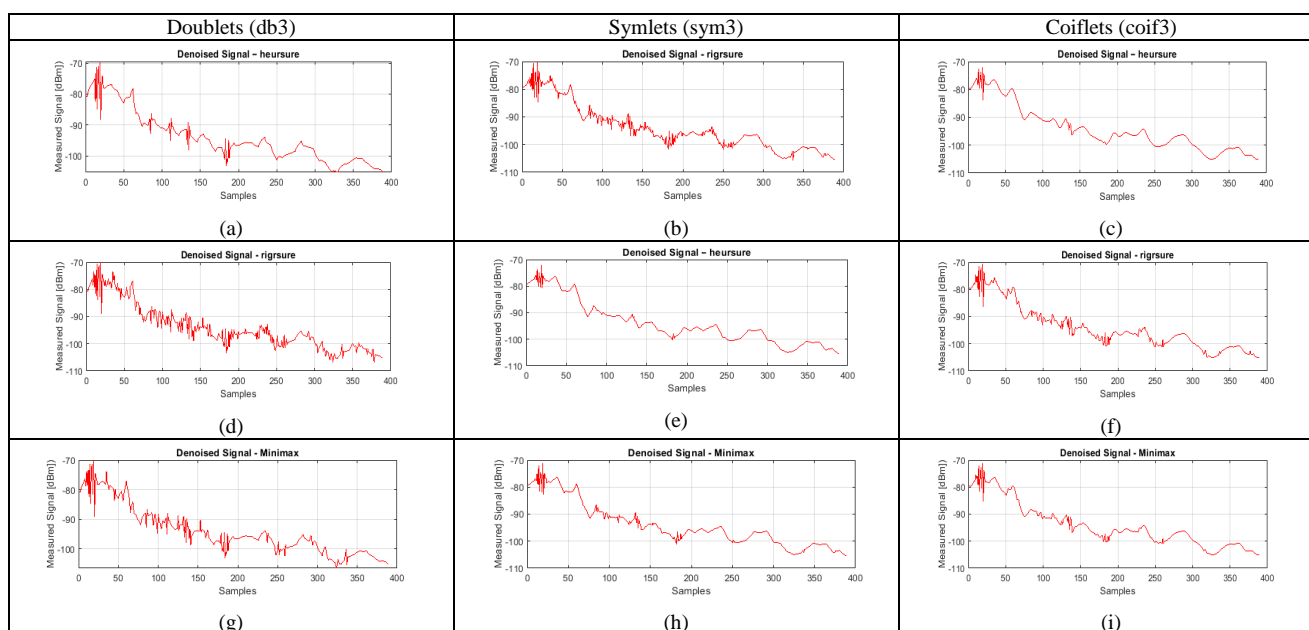 Doublets (db3) Symlets (sym3) Coiflets (coif3)
Denoised Signal – heursure
Measured Signal [dBm])
-70
-80
-90
-100
0 50 100 150 200 250 300 350 400
Samples
(a)
Denoised Signal - rigrsure
Measured Signal [dBm])
-70
-80
-90
-100
-110
0 50 100 150 200 250 300 350 400
Samples
(b)
Denoised Signal – heursure
Measured Signal [dBm])
-70
-80
-90
-100
-110
0 50 100 150 200 250 300 350 400
Samples
(c)
Denoised Signal - rigrsure
Measured Signal [dBm])
-70
-80
-90
-100
-110
0 50 100 150 200 250 300 350 400
Samples
(d)
Denoised Signal – heursure
Measured Signal [dBm])
-70
-80
-90
-100
-110
0 50 100 150 200 250 300 350 400
Samples
(e)
Denoised Signal - rigrsure
Measured Signal [dBm])
-70
-80
-90
-100
-110
0 50 100 150 200 250 300 350 400
Samples
(f)
Denoised Signal - Minimax
Measured Signal [dBm])
-70
-80
-90
-100
0 50 100 150 200 250 300 350 400
Samples
(g)
Denoised Signal - Minimax
Measured Signal [dBm])
-70
-80
-90
-100
-110
0 50 100 150 200 250 300 350 400
Samples
(h)
Denoised Signal - Minimax
Measured Signal [dBm])
-70
-80
-90
-100
-110
0 50 100 150 200 250 300 350 400
Samples
(i)